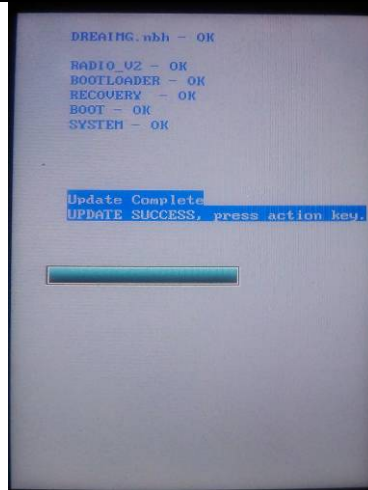 DREAIMG.nbh - OK
RADIO_V2 - OK
BOOTLOADER - OK
RECOVERY - OK
BOOT - OK
SYSTEM - OK
Update Complete
UPDATE SUCCESS, press action key.